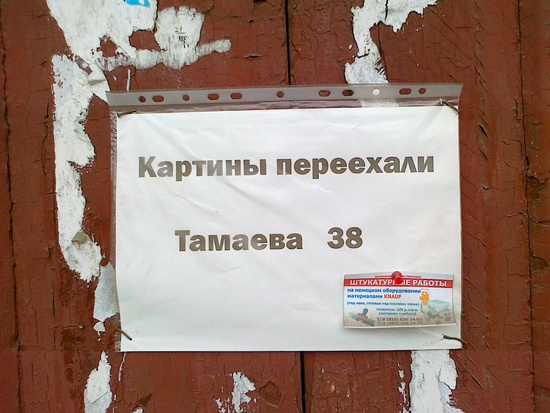 Картины переехали
Тамаева 38
ШТУКАТУРНЫЕ РАБОТЫ
на немецком оборудовании
материалами KNAUF